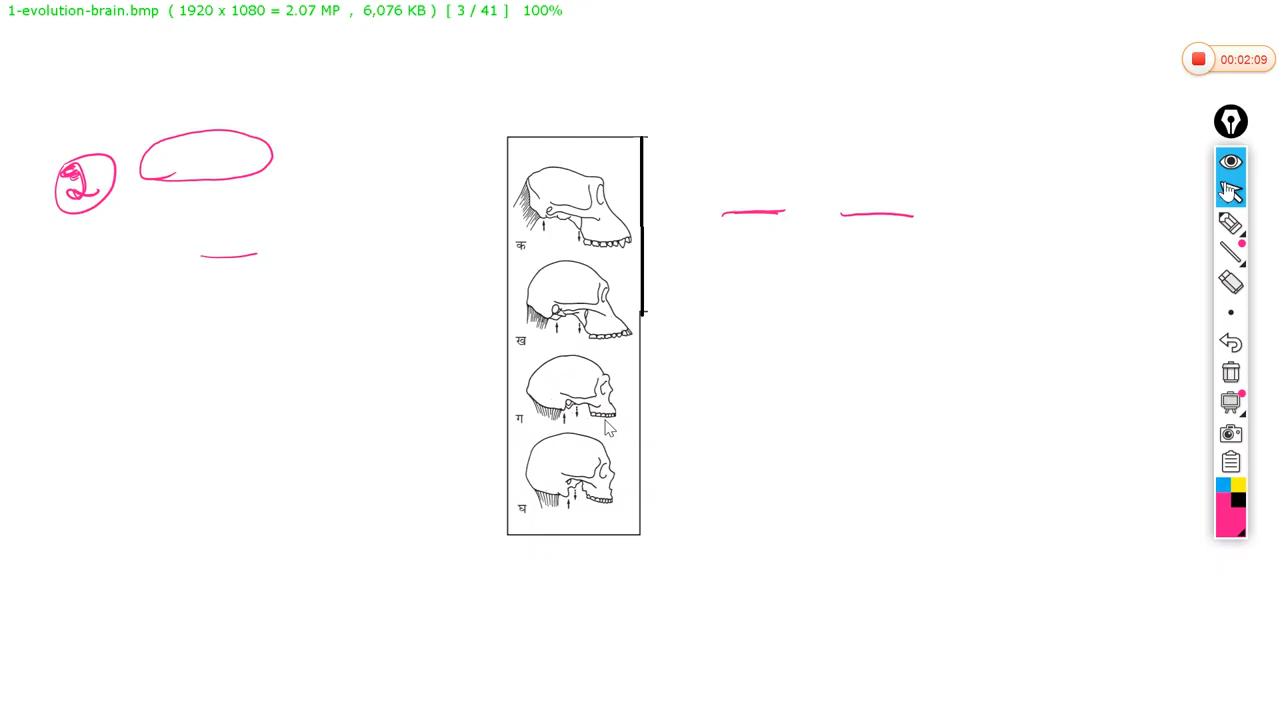 1-evolution-brain.bmp ( 1920 x 1080 = 2.07 MP , 6,076 KB ) [ 3 / 41 ] 100%
00:02:09
क
ख
ग
घ